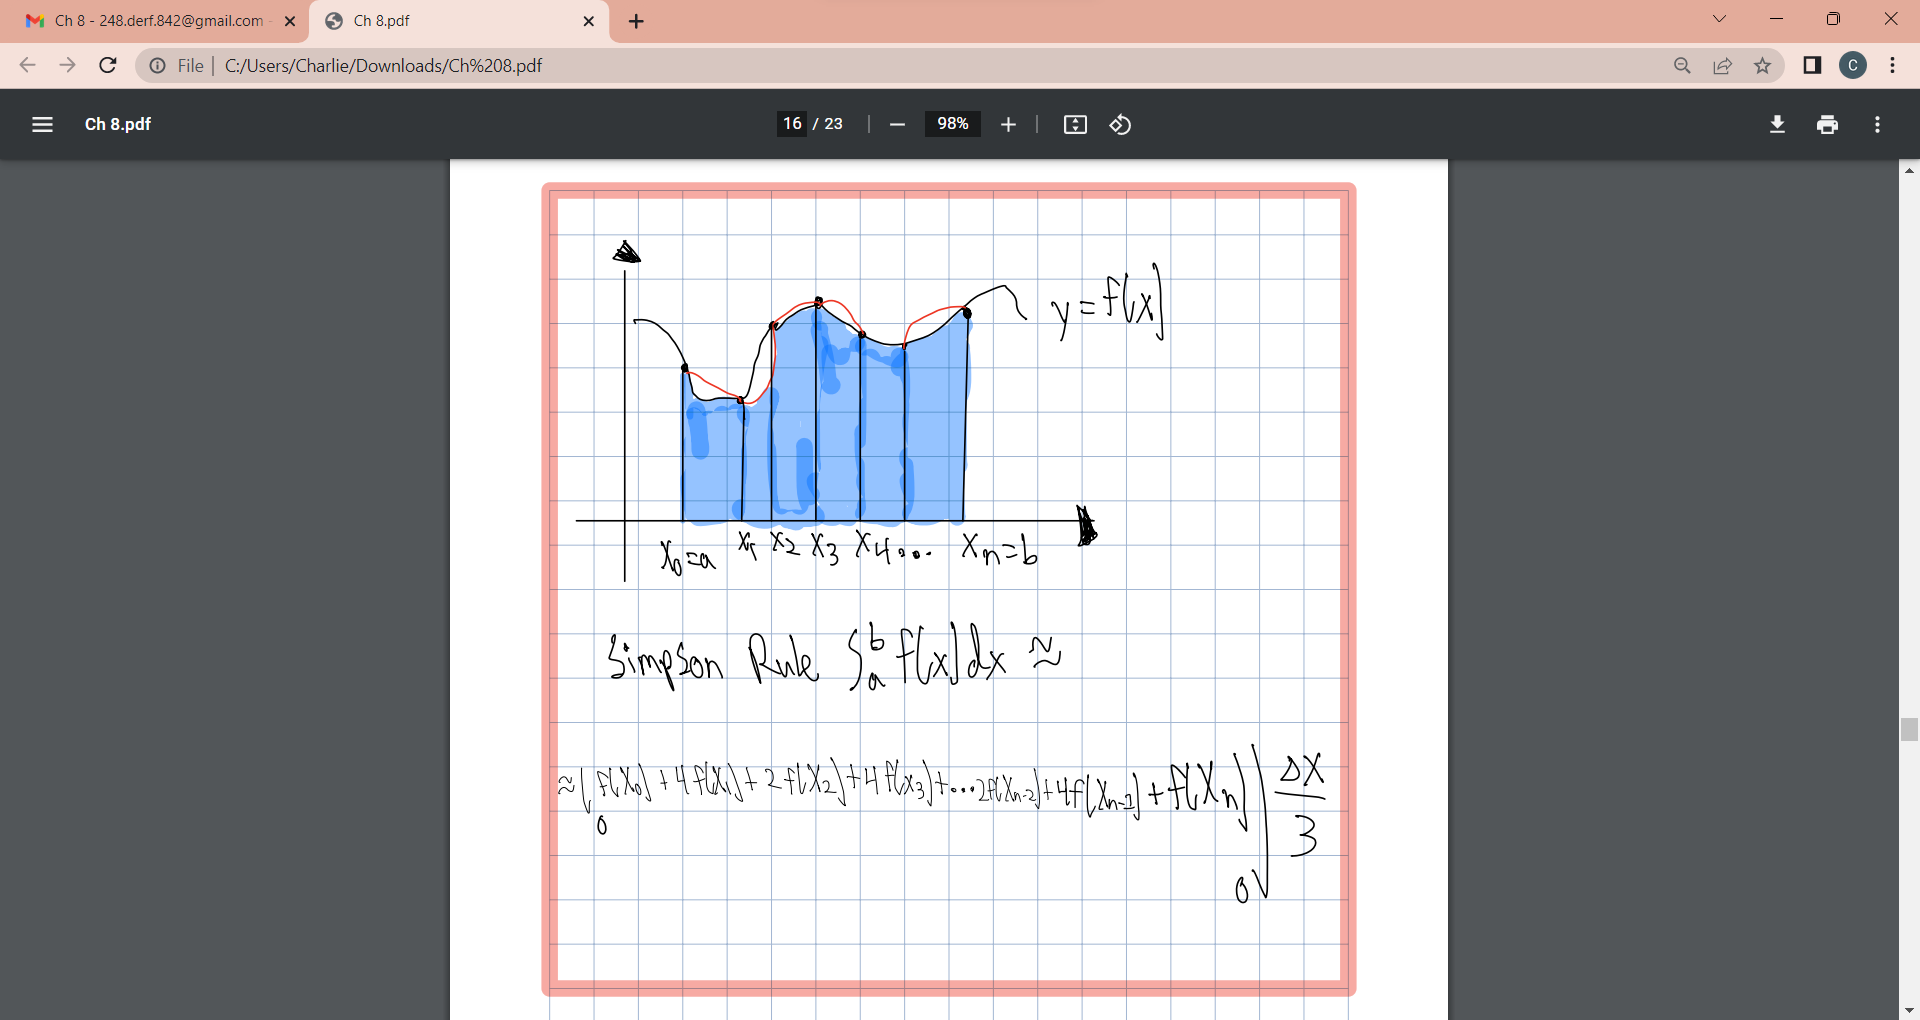 Ch 8 - 248.derf.842@gmail.com -
Ch 8.pdf
File | C:/Users/Charlie/Downloads/Ch%208.pdf
C
Ch 8.pdf
16 / 23
98%
y = f(x)
x₀=a x₁ x₂ x₃ x₄... xₙ=b
Simpson Rule ∫ₐᵇ f(x)dx ≈
≈(f(x₀)+4f(x₁)+2f(x₂)+4f(x₃)+...2f(xₙ₋₂)+4f(xₙ₋₁)+f(xₙ)) Δx/3
0
0